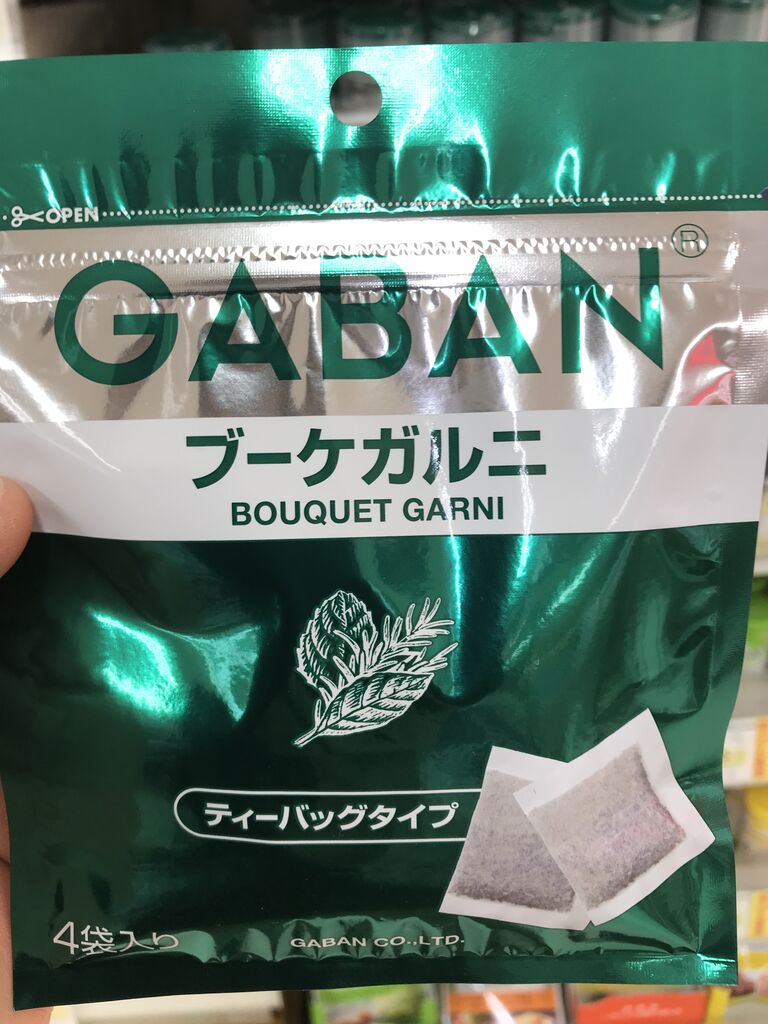 OPEN
GABAN®
ブーケガルニ
BOUQUET GARNI
ティーバッグタイプ
4袋入り
GABAN CO.,LTD.